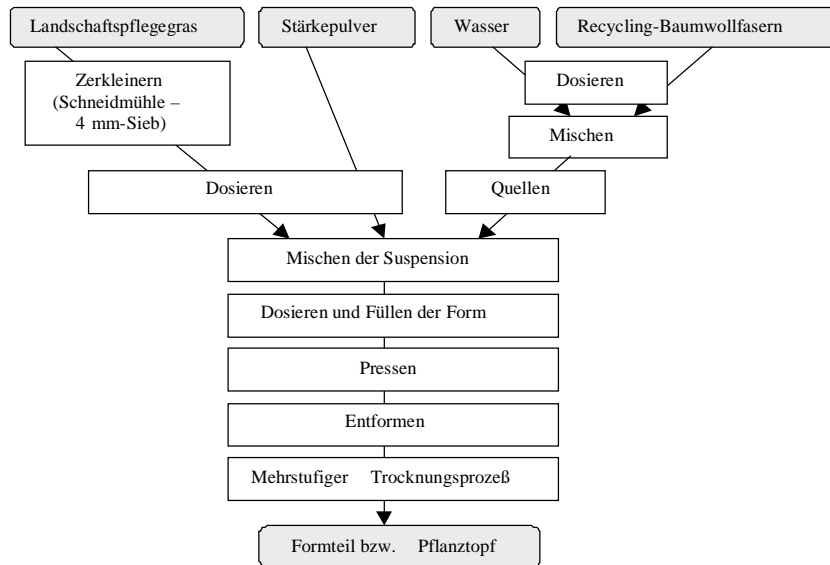 Landschaftspflegegras
Stärkepulver
Wasser
Recycling-Baumwollfasern
Zerkleinern
(Schneidmühle –
4 mm-Sieb)
Dosieren
Mischen
Dosieren
Quellen
Mischen der Suspension
Dosieren und Füllen der Form
Pressen
Entformen
Mehrstufiger Trocknungsprozeß
Formteil bzw. Pflanztopf